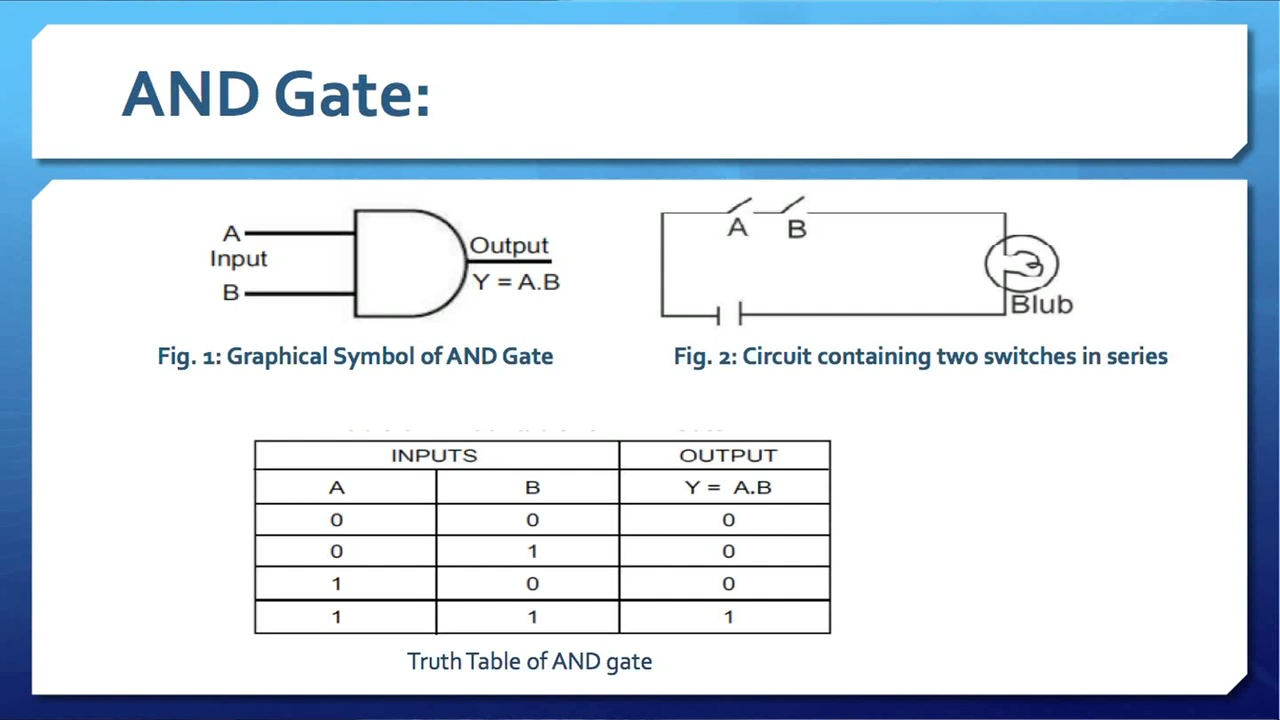 AND Gate:
A
Input
B
Output
Y = A.B
A B
Blub
Fig. 1: Graphical Symbol of AND Gate
Fig. 2: Circuit containing two switches in series
INPUTS OUTPUT
A B Y = A.B
0 0 0
0 1 0
1 0 0
1 1 1
Truth Table of AND gate